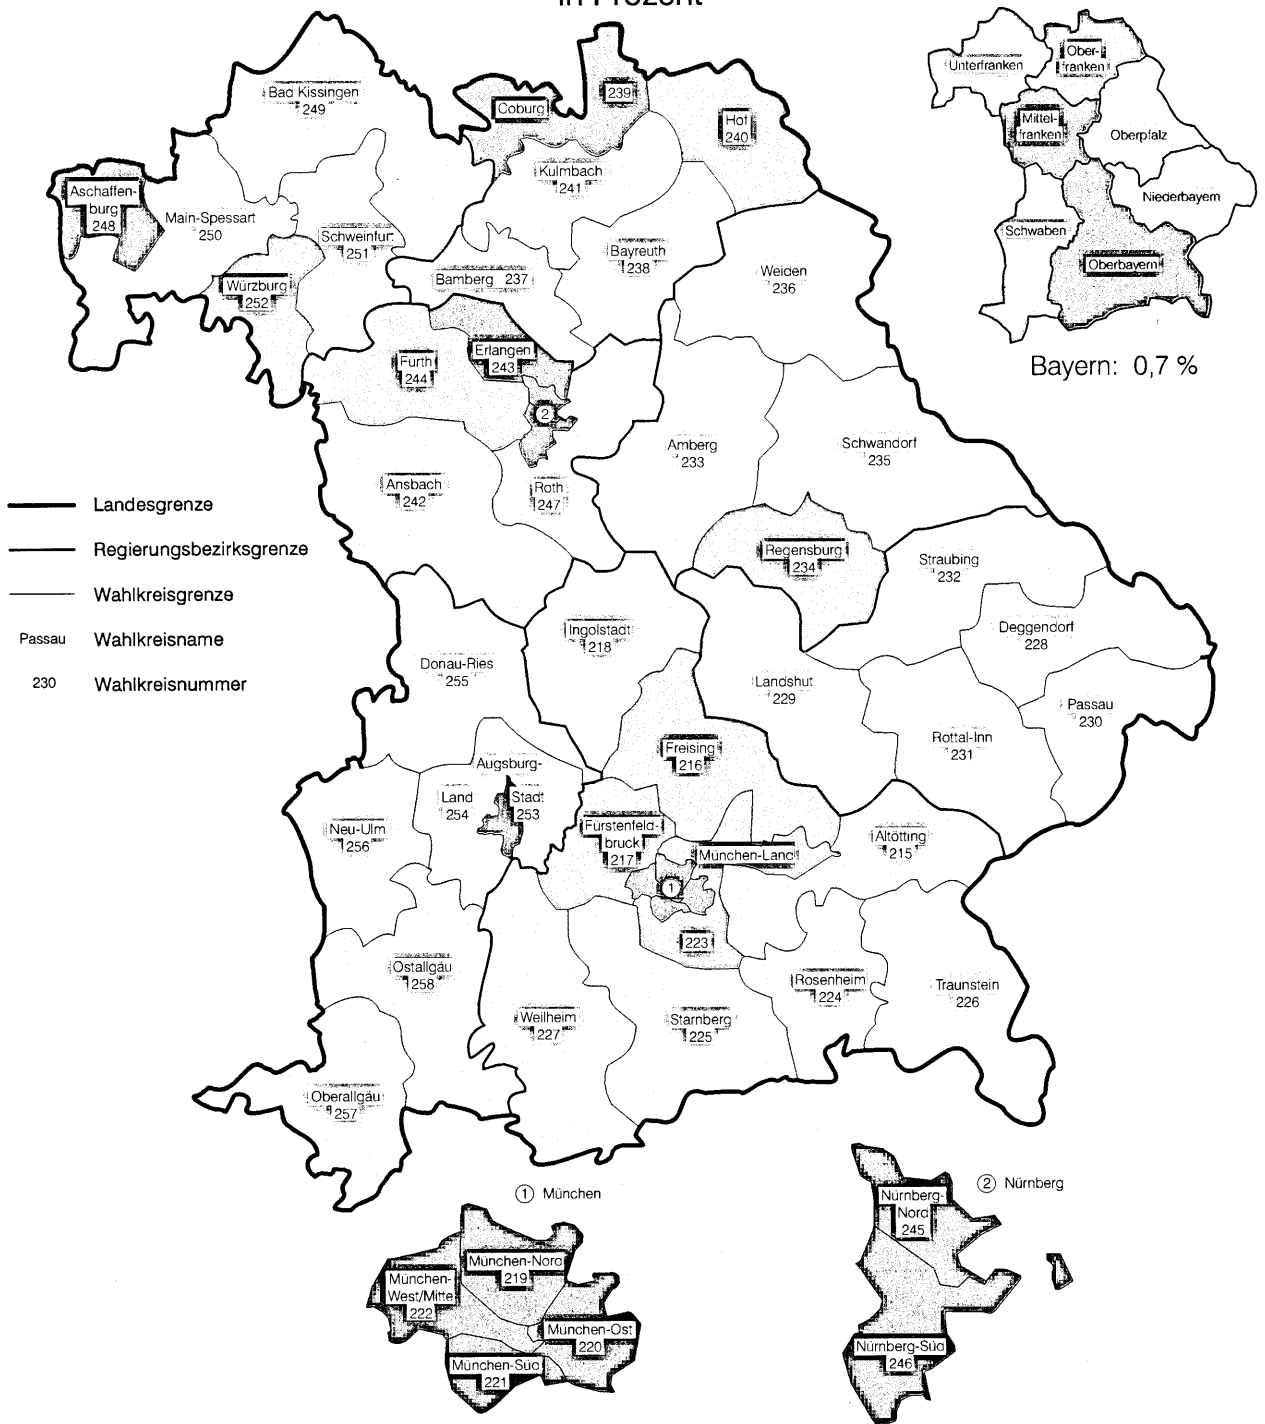 in Prozent
Unterfranken
Ober-
franken
Mittel-
franken
Oberpfalz
Niederbayern
Schwaben
Oberbayern
Bayern: 0,7 %
Bad Kissingen
249
Coburg
239
Hof
240
Kulmbach
241
Aschaffen-
burg
248
Main-Spessart
250
Schweinfurt
251
Bayreuth
238
Würzburg
252
Bamberg 237
Weiden
236
Fürth
244
Erlangen
243
2
Amberg
233
Schwandorf
235
Ansbach
242
Roth
247
Landesgrenze
Regierungsbezirksgrenze
Wahlkreisgrenze
Passau Wahlkreisname
230 Wahlkreisnummer
Regensburg
234
Straubing
232
Ingolstadt
218
Deggendorf
228
Donau-Ries
255
Landshut
229
Passau
230
Freising
216
Rottal-Inn
231
Augsburg-
Land
254
Stadt
253
Neu-Ulm
256
Fürstenfeld-
bruck
217
München-Land
Altötting
215
1
223
Ostallgäu
258
Rosenheim
224
Traunstein
226
Weilheim
227
Starnberg
225
Oberallgäu
257
1 München
München-Nord
219
München-
West/Mitte
222
München-Ost
220
München-Süd
221
2 Nürnberg
Nürnberg-
Nord
245
Nürnberg-Süd
246